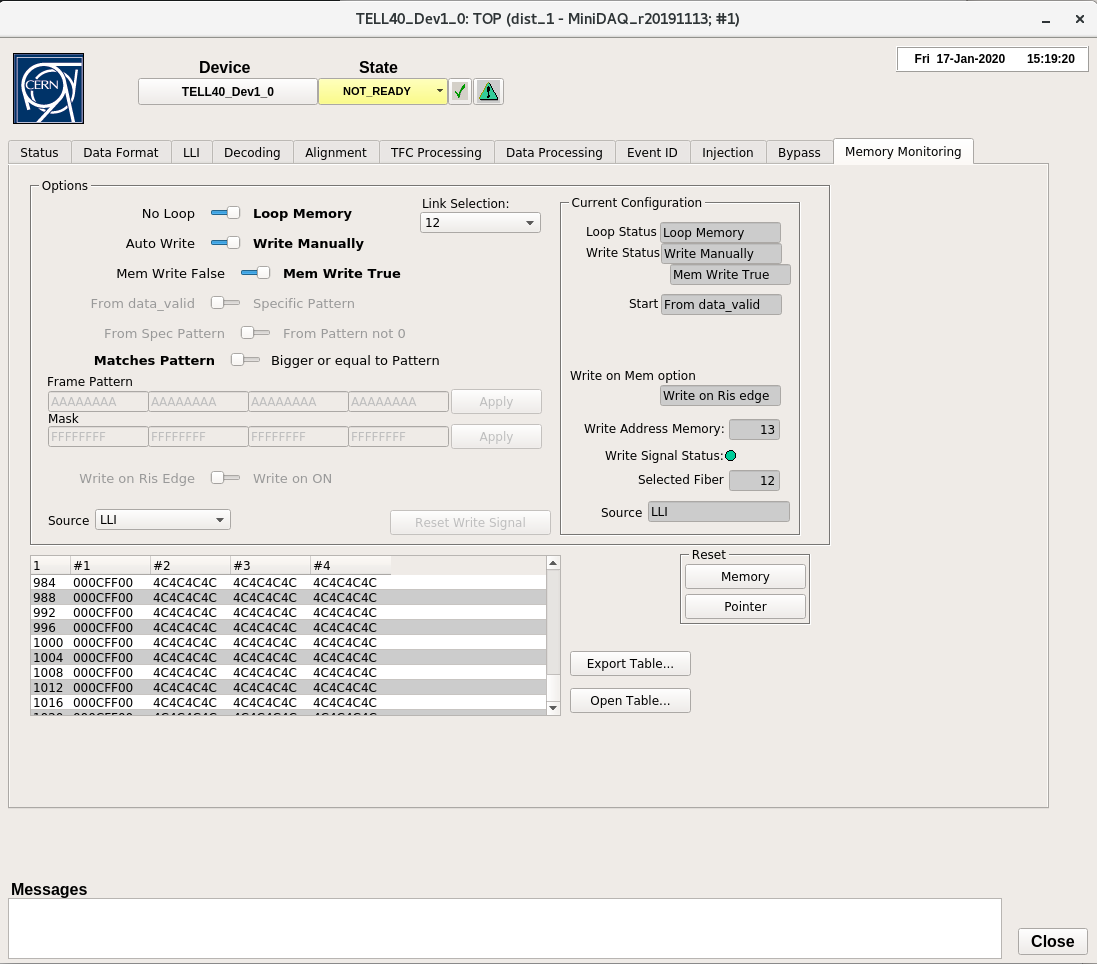 TELL40_Dev1_0: TOP (dist_1 - MiniDAQ_r20191113; #1)
CERN
Device State
TELL40_Dev1_0 NOT_READY
Fri 17-Jan-2020 15:19:20
Status Data Format LLI Decoding Alignment TFC Processing Data Processing Event ID Injection Bypass Memory Monitoring
Options
No Loop Loop Memory
Auto Write Write Manually
Mem Write False Mem Write True
From data_valid Specific Pattern
From Spec Pattern From Pattern not 0
Matches Pattern Bigger or equal to Pattern
Link Selection:
12
Frame Pattern
AAAAAAAA AAAAAAAA AAAAAAAA AAAAAAAA Apply
Mask
FFFFFFFF FFFFFFFF FFFFFFFF FFFFFFFF Apply
Write on Ris Edge Write on ON
Source LLI Reset Write Signal
Current Configuration
Loop Status Loop Memory
Write Status Write Manually
Mem Write True
Start From data_valid
Write on Mem option
Write on Ris edge
Write Address Memory: 13
Write Signal Status:
Selected Fiber 12
Source LLI
1 #1 #2 #3 #4
984 000CFF00 4C4C4C4C 4C4C4C4C 4C4C4C4C
988 000CFF00 4C4C4C4C 4C4C4C4C 4C4C4C4C
992 000CFF00 4C4C4C4C 4C4C4C4C 4C4C4C4C
996 000CFF00 4C4C4C4C 4C4C4C4C 4C4C4C4C
1000 000CFF00 4C4C4C4C 4C4C4C4C 4C4C4C4C
1004 000CFF00 4C4C4C4C 4C4C4C4C 4C4C4C4C
1008 000CFF00 4C4C4C4C 4C4C4C4C 4C4C4C4C
1012 000CFF00 4C4C4C4C 4C4C4C4C 4C4C4C4C
1016 000CFF00 4C4C4C4C 4C4C4C4C 4C4C4C4C
Reset
Memory
Pointer
Export Table...
Open Table...
Messages
Close